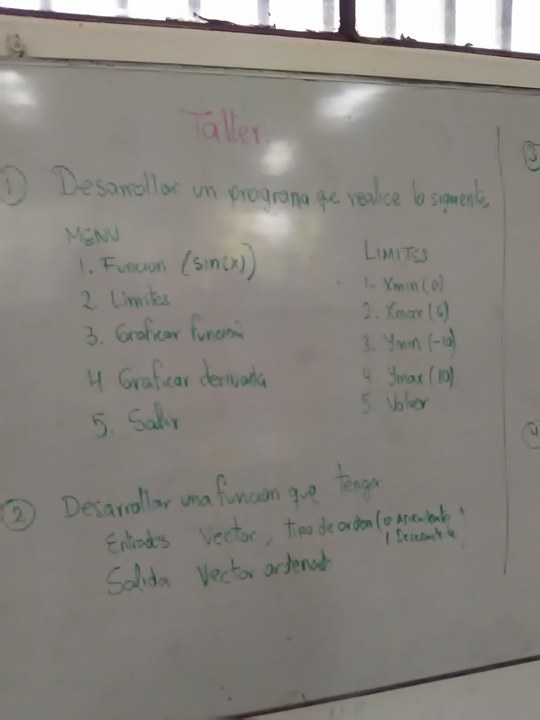 Taller
① Desarrollar un programa que realice lo siguiente
MENU
1. Funcion (sin(x))
2. Limites
3. Graficar funcion
4. Graficar derivada
5. Salir
LIMITES
1. Xmin (0)
2. Xmax (6)
3. Ymin (-10)
4 Ymax (10)
5. Volver
② Desarrollar una funcion que tenga
Entradas Vector, tipo de orden (0 Ascendente
1 Descendente
Salida Vector ordenado
③
④